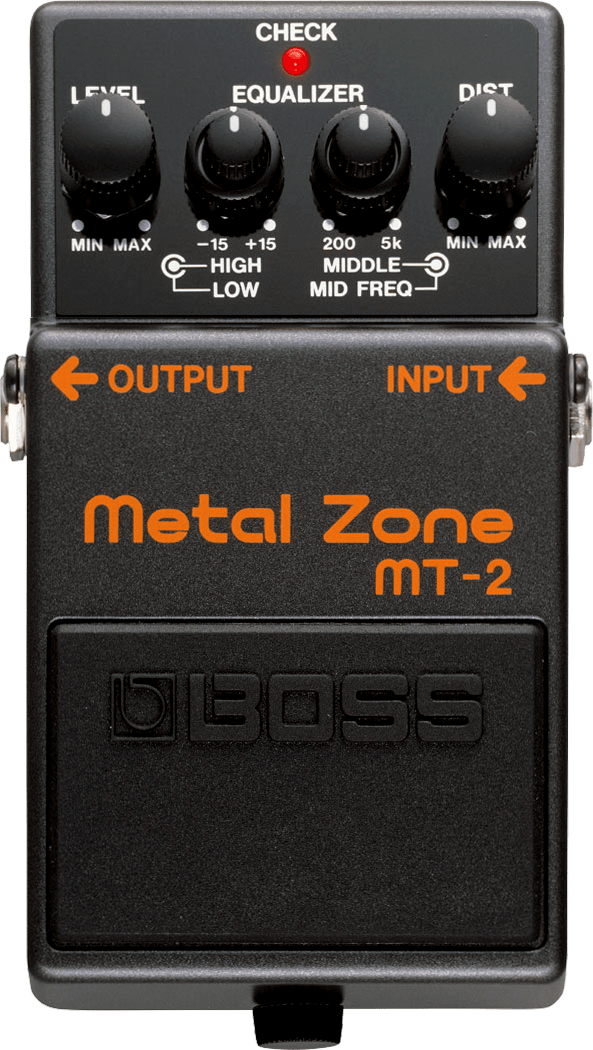 CHECK
LEVEL EQUALIZER DIST
MIN MAX −15 +15 200 5k MIN MAX
HIGH MIDDLE
LOW MID FREQ
OUTPUT INPUT
Metal Zone
MT-2
BOSS